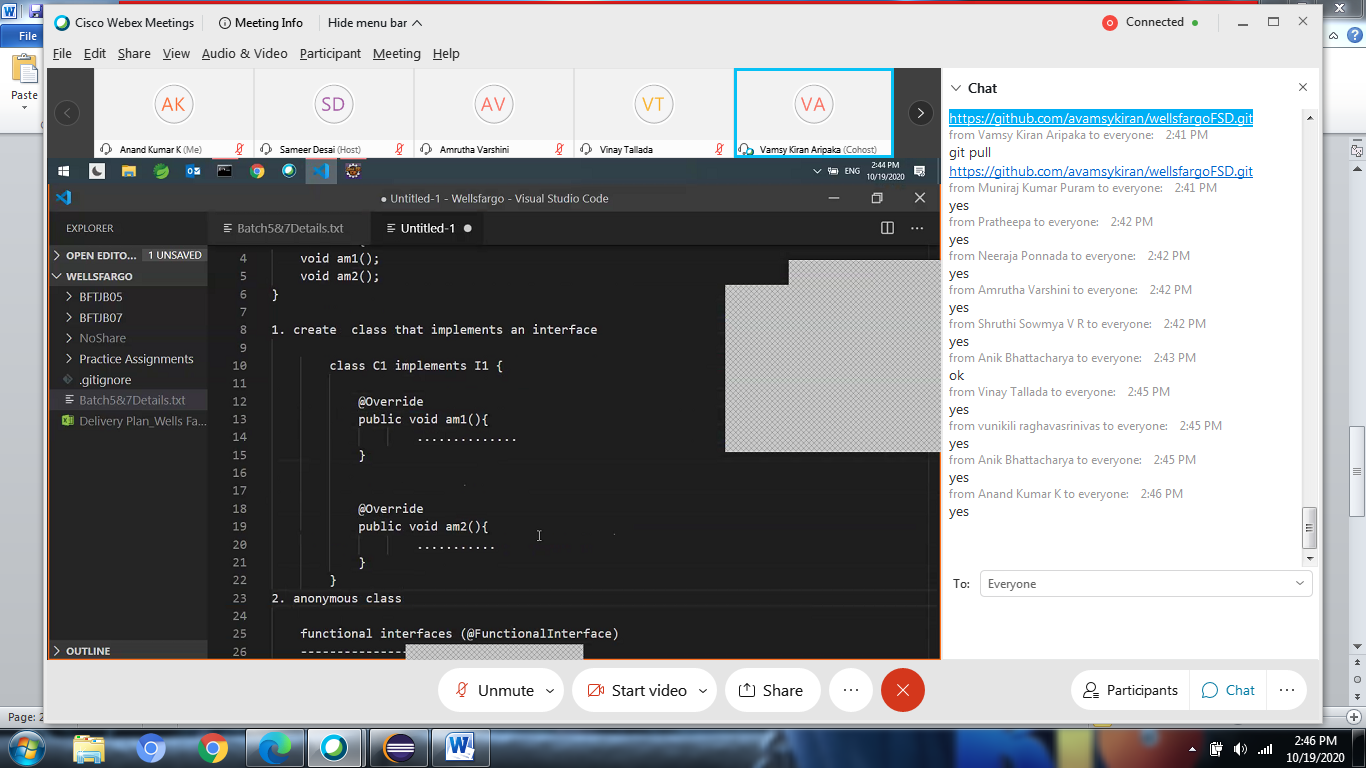 File
Paste
Page: 2
Cisco Webex Meetings
Meeting Info
Hide menu bar
Connected
File Edit Share View Audio & Video Participant Meeting Help
AK
SD
AV
VT
VA
Anand Kumar K (Me)
Sameer Desai (Host)
Amrutha Varshini
Vinay Tallada
Vamsy Kiran Aripaka (Cohost)
ENG
2:44 PM
10/19/2020
● Untitled-1 - Wellsfargo - Visual Studio Code
EXPLORER
Batch5&7Details.txt
Untitled-1
OPEN EDITO... 1 UNSAVED
WELLSFARGO
BFTJB05
BFTJB07
NoShare
Practice Assignments
.gitignore
Batch5&7Details.txt
Delivery Plan_Wells Fa...
OUTLINE
4 void am1();
5 void am2();
6 }
7
8 1. create  class that implements an interface
9
10 class C1 implements I1 {
11
12 @Override
13 public void am1(){
14 ..............
15 }
16
17
18 @Override
19 public void am2(){
20 ...........
21 }
22 }
23 2. anonymous class
24
25 functional interfaces (@FunctionalInterface)
26 ---------------
Chat
https://github.com/avamsykiran/wellsfargoFSD.git
from Vamsy Kiran Aripaka to everyone: 2:41 PM
git pull
https://github.com/avamsykiran/wellsfargoFSD.git
from Muniraj Kumar Puram to everyone: 2:41 PM
yes
from Pratheepa to everyone: 2:42 PM
yes
from Neeraja Ponnada to everyone: 2:42 PM
yes
from Amrutha Varshini to everyone: 2:42 PM
yes
from Shruthi Sowmya V R to everyone: 2:42 PM
yes
from Anik Bhattacharya to everyone: 2:43 PM
ok
from Vinay Tallada to everyone: 2:45 PM
yes
from vunikili raghavasrinivas to everyone: 2:45 PM
yes
from Anik Bhattacharya to everyone: 2:45 PM
yes
from Anand Kumar K to everyone: 2:46 PM
yes
To: Everyone
Unmute
Start video
Share
Participants
Chat
2:46 PM
10/19/2020